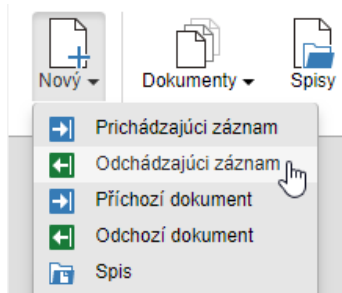 Nový Dokumenty Spisy
Prichádzajúci záznam
Odchádzajúci záznam
Příchozí dokument
Odchozí dokument
Spis